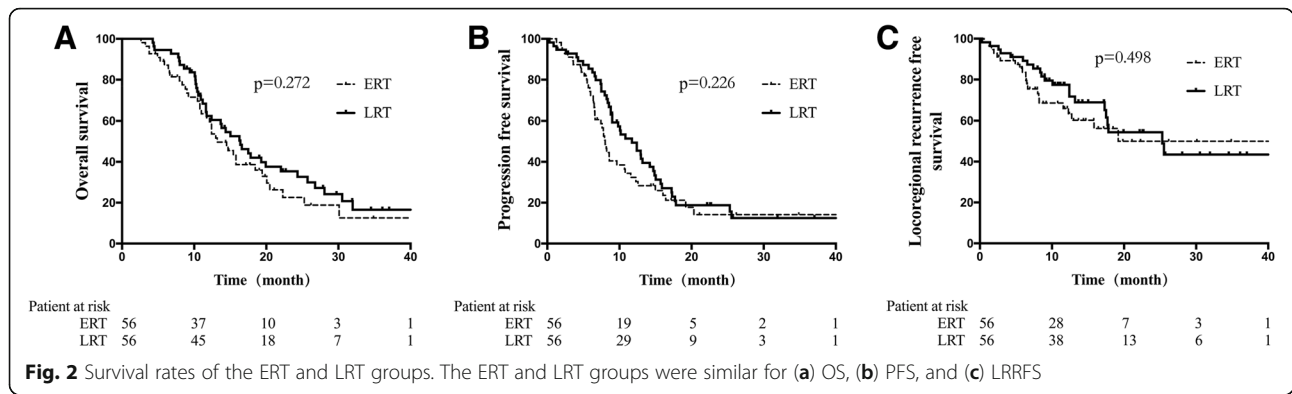 A
Overall survival
100
80
60
40
20
0
p=0.272
ERT
LRT
0 10 20 30 40
Time (month)
Patient at risk
ERT 56 37 10 3 1
LRT 56 45 18 7 1
B
Progression free survival
100
80
60
40
20
0
p=0.226
ERT
LRT
0 10 20 30 40
Time (month)
Patient at risk
ERT 56 19 5 2 1
LRT 56 29 9 3 1
C
Locoregional recurrrence free
survival
100
80
60
40
20
0
p=0.498
ERT
LRT
0 10 20 30 40
Time (month)
Patient at risk
ERT 56 28 7 3 1
LRT 56 38 13 6 1
Fig. 2 Survival rates of the ERT and LRT groups. The ERT and LRT groups were similar for (a) OS, (b) PFS, and (c) LRRFS